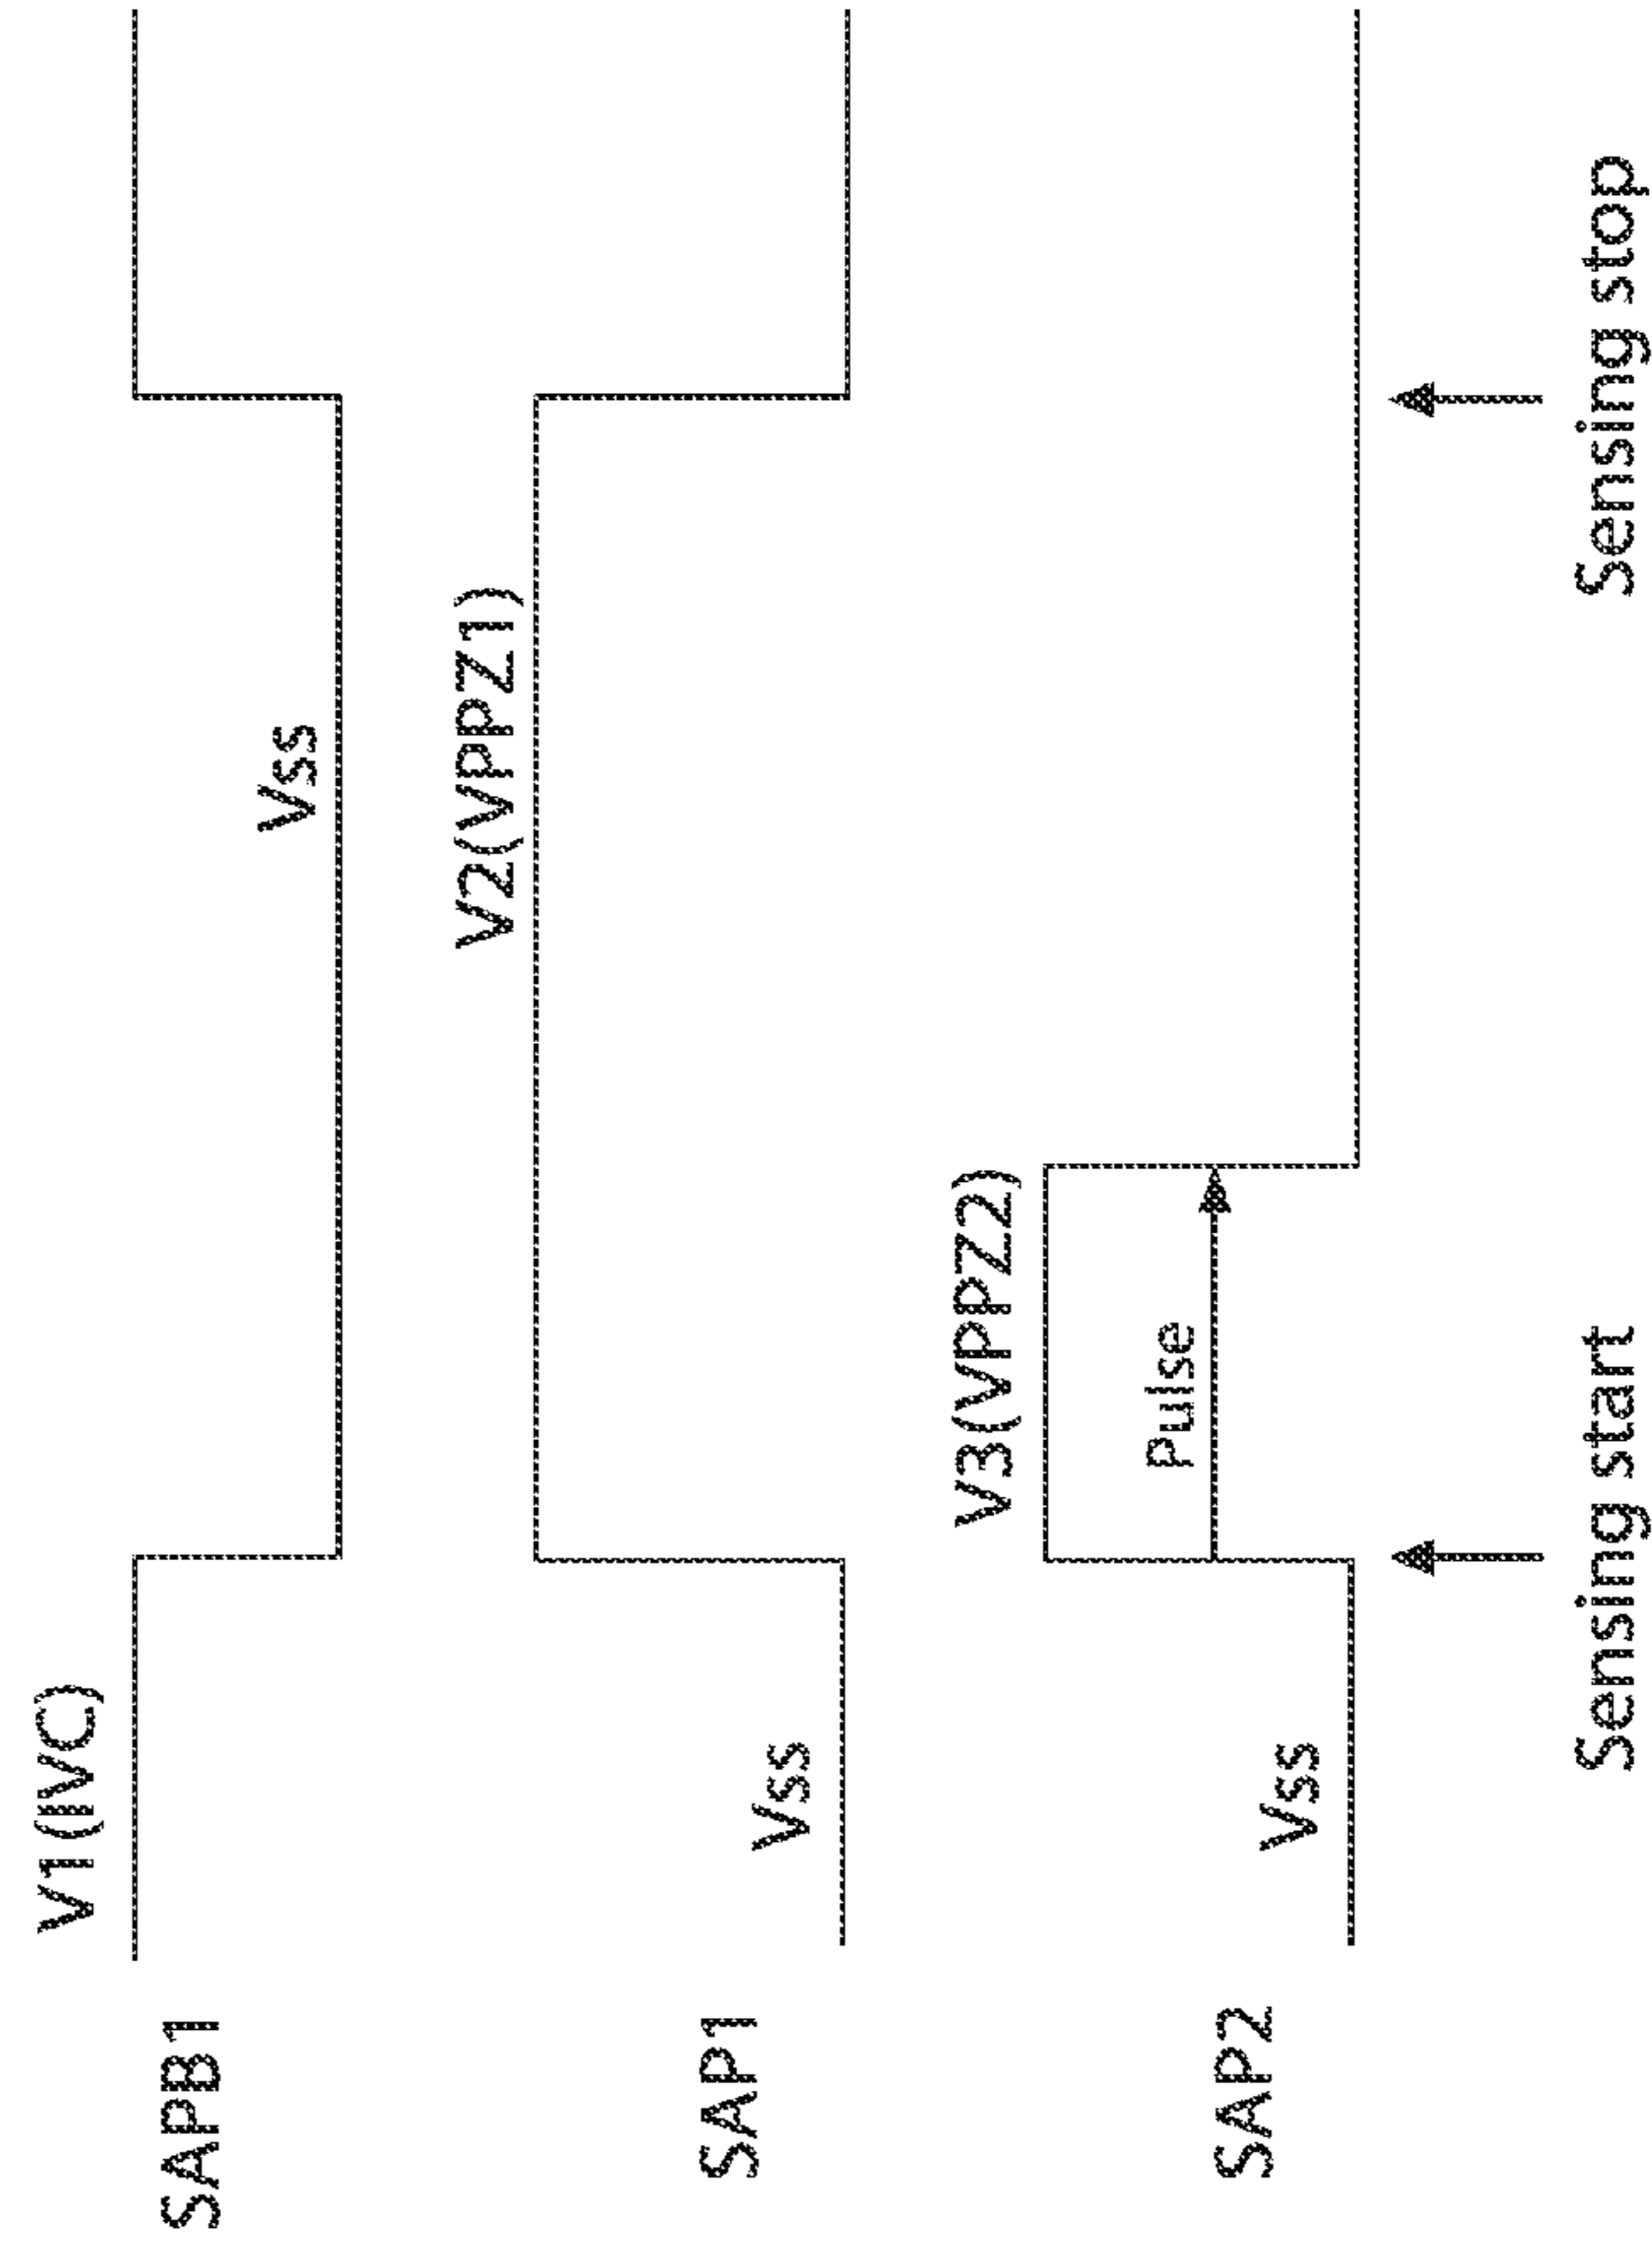 V1(IVC)
SAPB1
Vss
V2(VPPZ1)
SAP1
Vss
V3(VPPZ2)
Pulse
SAP2
Vss
Sensing start
Sensing stop